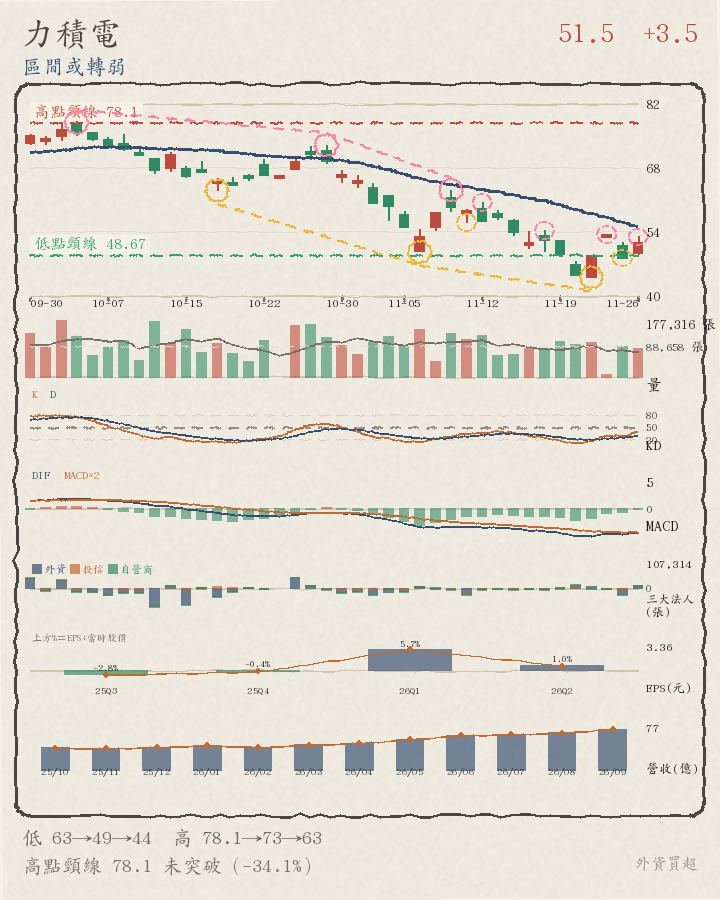 力積電
51.5 +3.5
區間或轉弱
高點頸線 78.1
82
68
54
低點頸線 48.67
40
09-30 10-07 10-15 10-22 10-30 11-05 11-12 11-19 11-26
177,316 張
88,658 張
量
K D
80
50
20
KD
DIF MACD×2
5
0
MACD
外資 投信 自營商
107,314
0
三大法人
(張)
上方%=EPS÷當時股價
3.36
-2.8% -0.4% 5.7% 1.0%
25Q3 25Q4 26Q1 26Q2
EPS(元)
77
25/10 25/11 25/12 26/01 26/02 26/03 26/04 26/05 26/06 26/07 26/08 26/09
營收(億)
低 63→49→44 高 78.1→73→63
高點頸線 78.1 未突破 (-34.1%)
外資買超